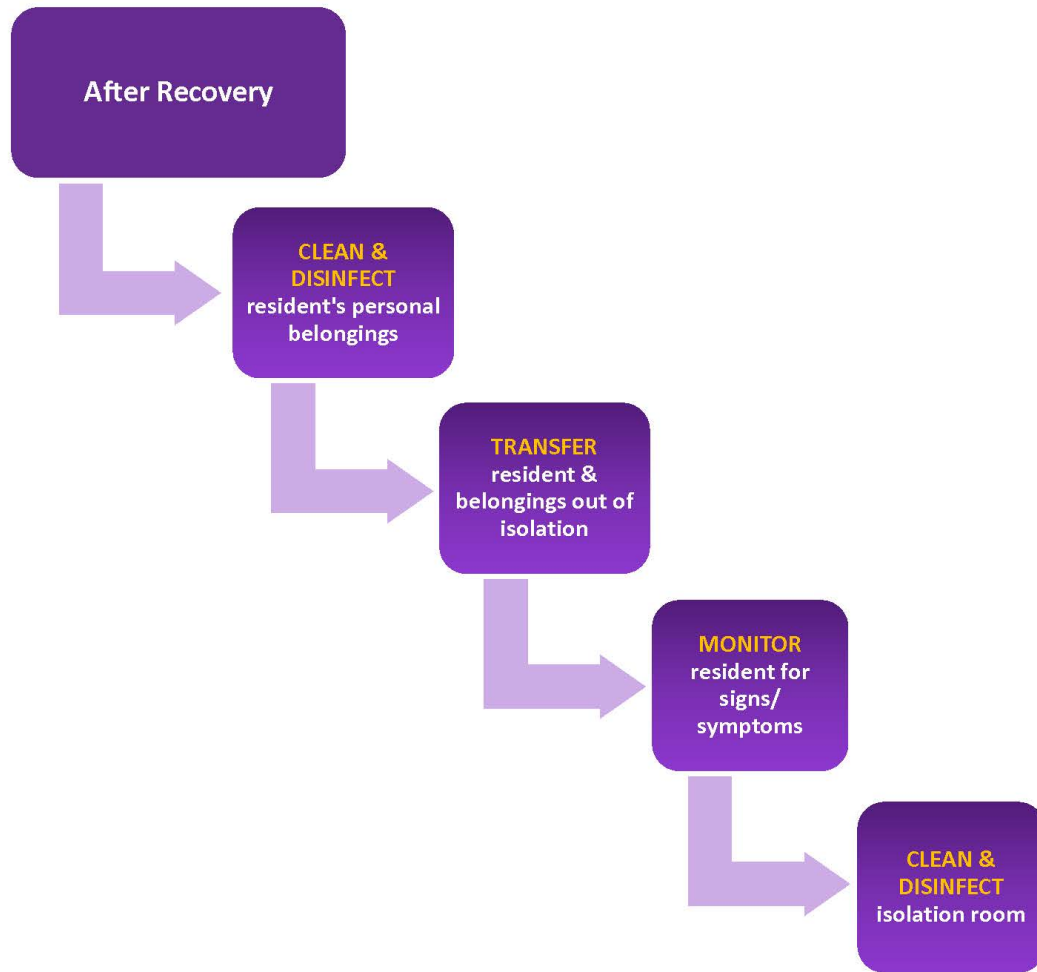 After Recovery
CLEAN &
DISINFECT
resident's personal
belongings
TRANSFER
resident &
belongings out of
isolation
MONITOR
resident for
signs/
symptoms
CLEAN &
DISINFECT
isolation room